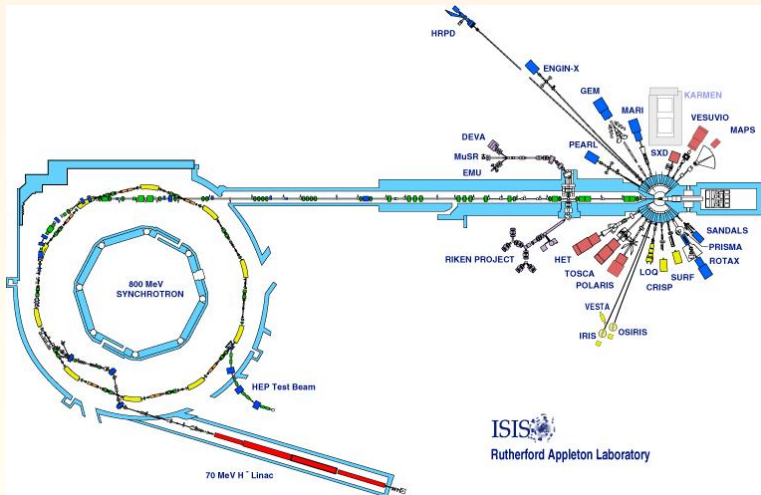 HRPD
ENGIN-X
GEM
MARI
KARMEN
VESUVIO
MAPS
DEVA
MuSR
EMU
PEARL
SXD
SANDALS
PRISMA
ROTAX
RIKEN PROJECT
HET
TOSCA
POLARIS
LOQ
CRISP
SURF
VESTA
IRIS
OSIRIS
800 MeV
SYNCHROTRON
HEP Test Beam
70 MeV H⁻ Linac
ISIS
Rutherford Appleton Laboratory